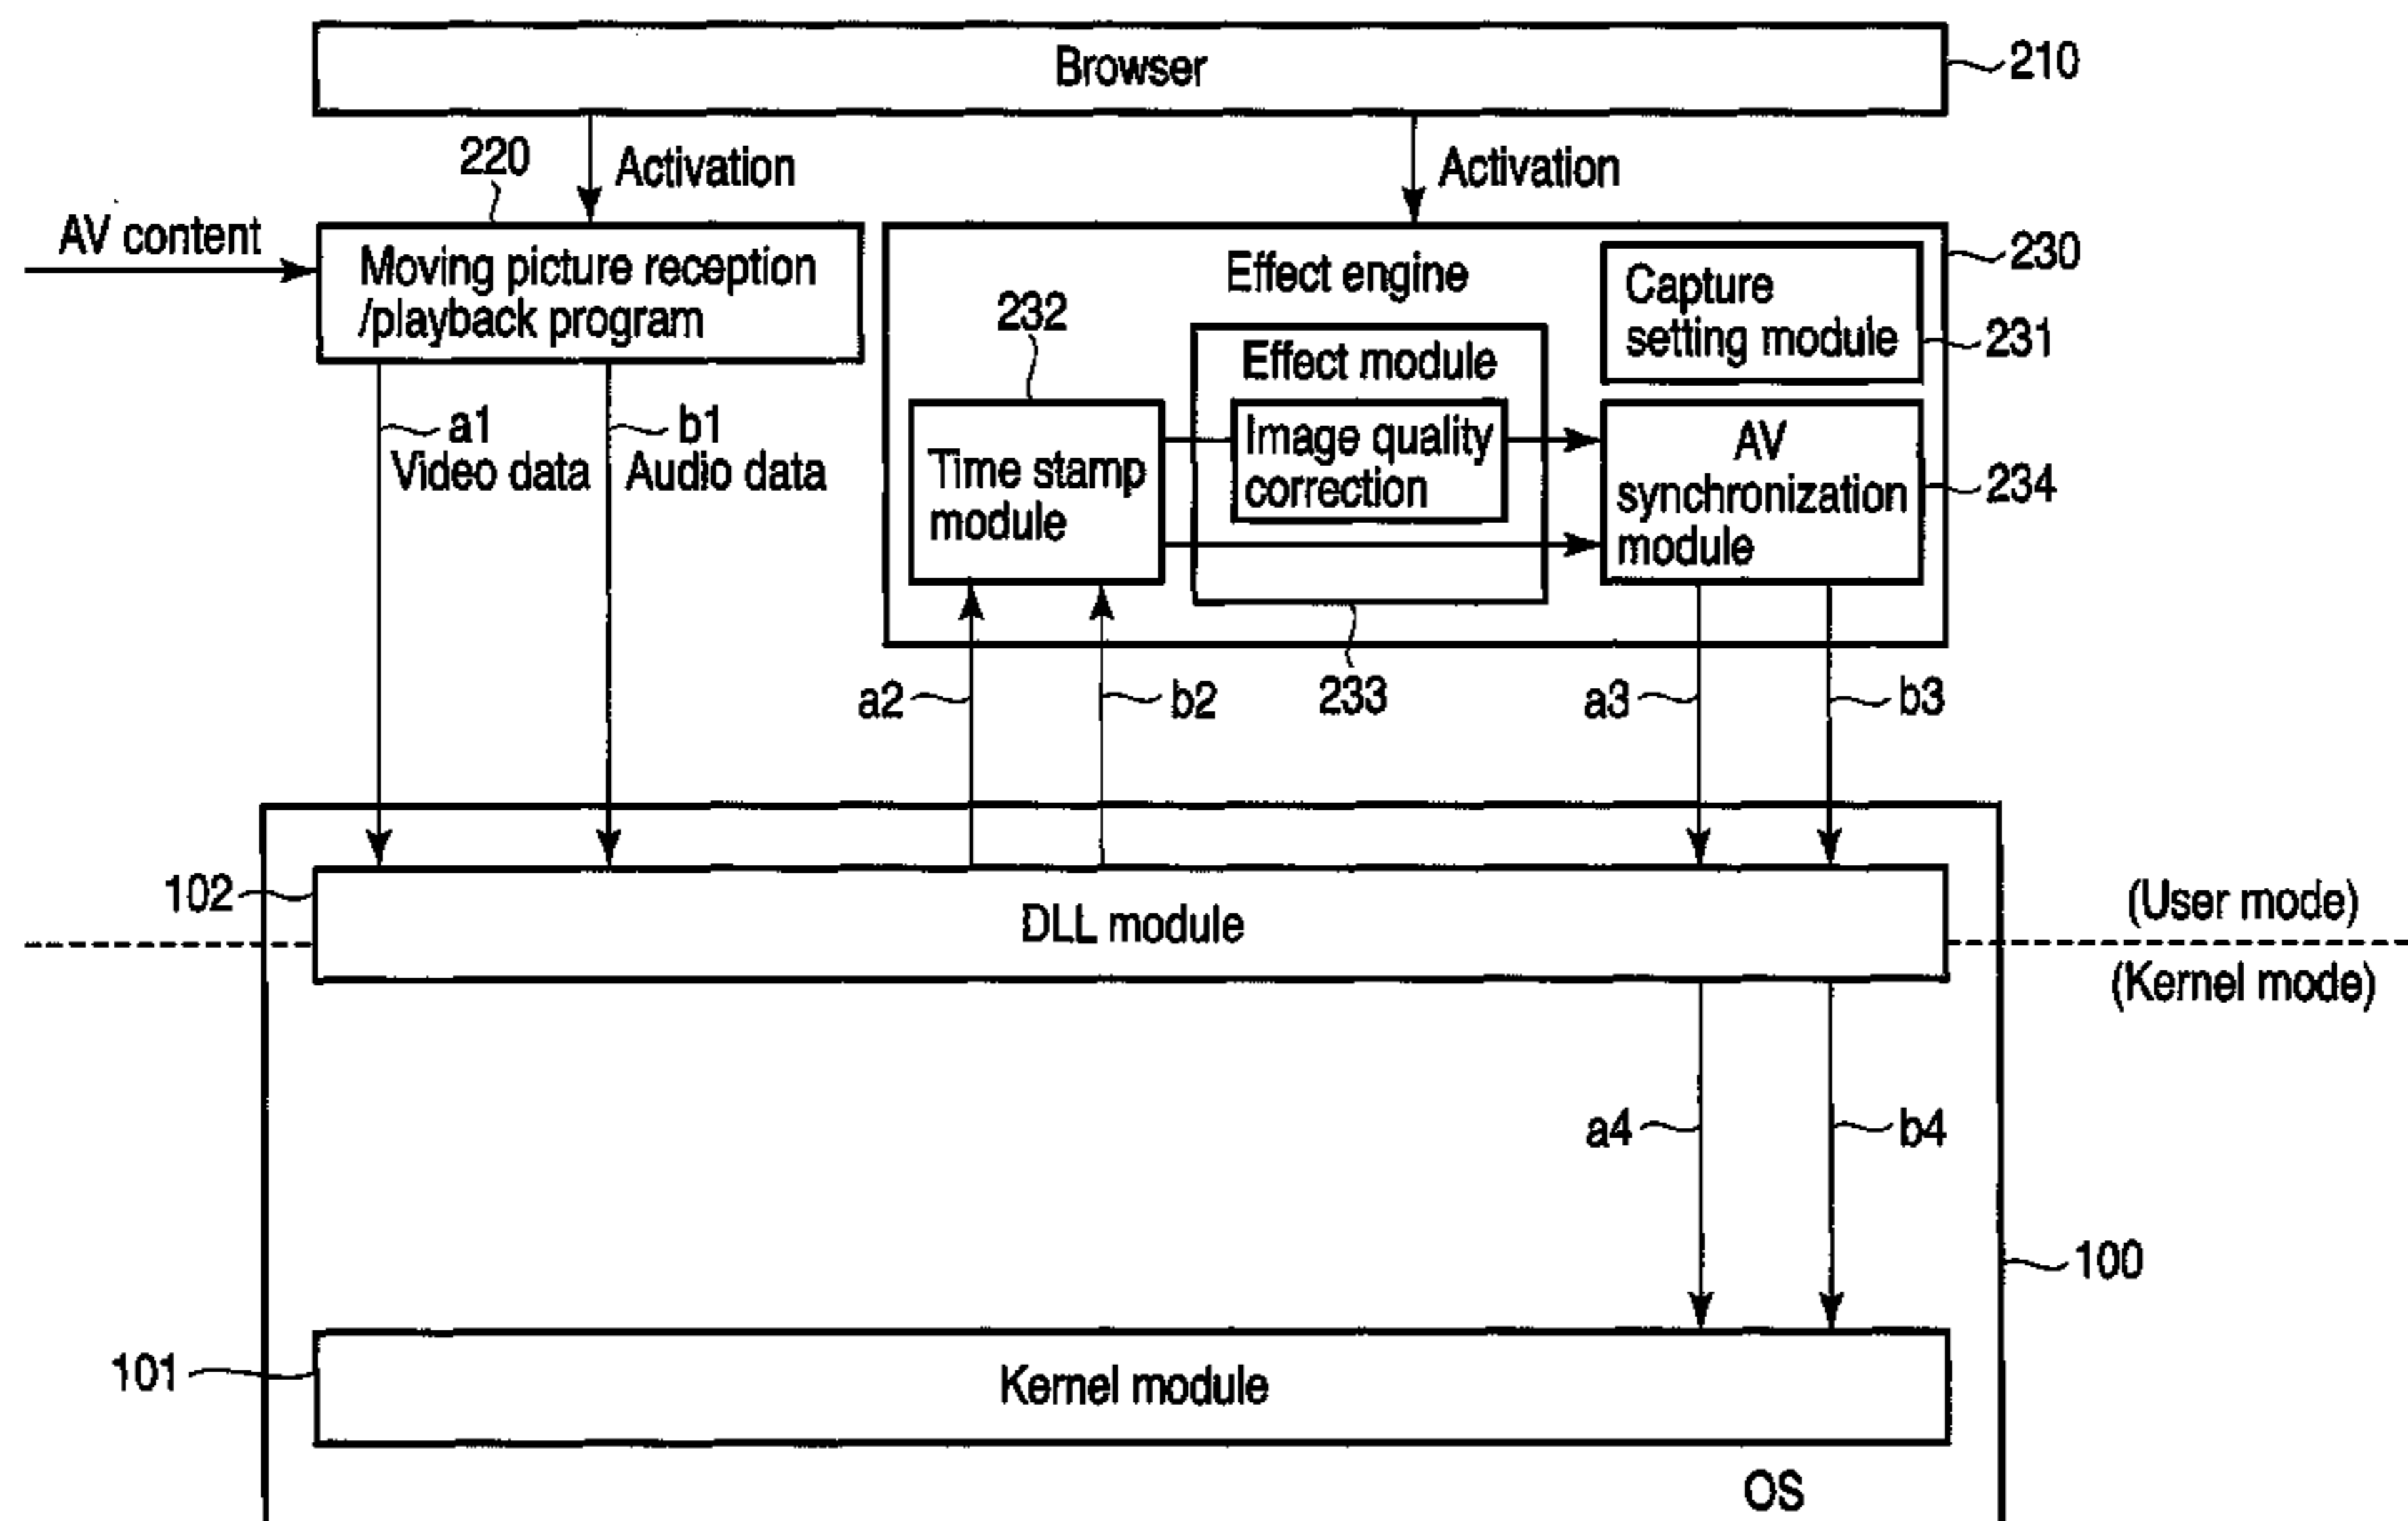 Browser
210
220
Activation
Activation
AV content
Moving picture reception
/playback program
Effect engine
230
Capture
setting module
231
232
Effect module
Time stamp
module
Image quality
correction
AV
synchronization
module
234
a1
Video data
b1
Audio data
a2
b2
233
a3
b3
102
DLL module
(User mode)
(Kernel mode)
a4
b4
100
101
Kernel module
OS